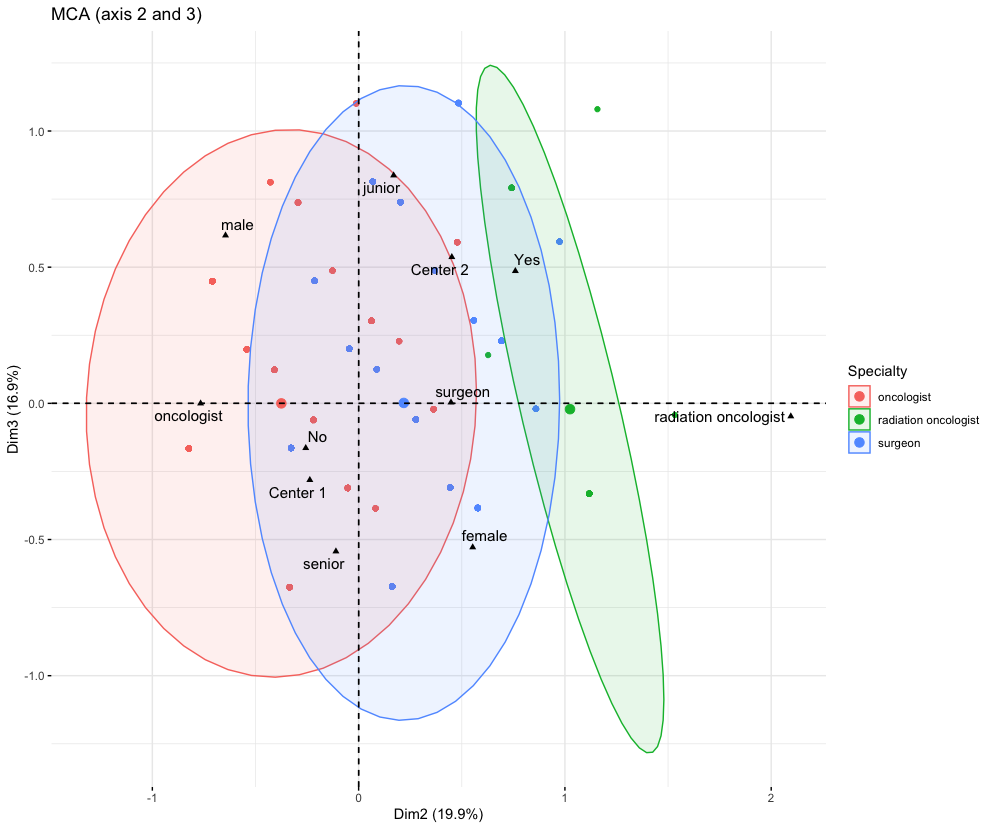 MCA (axis 2 and 3)
1.0
0.5
0.0
-0.5
-1.0
Dim3 (16.9%)
junior
male
Center 2
Yes
surgeon
oncologist
radiation oncologist
No
Center 1
female
senior
-1
0
1
2
Dim2 (19.9%)
Specialty
oncologist
radiation oncologist
surgeon